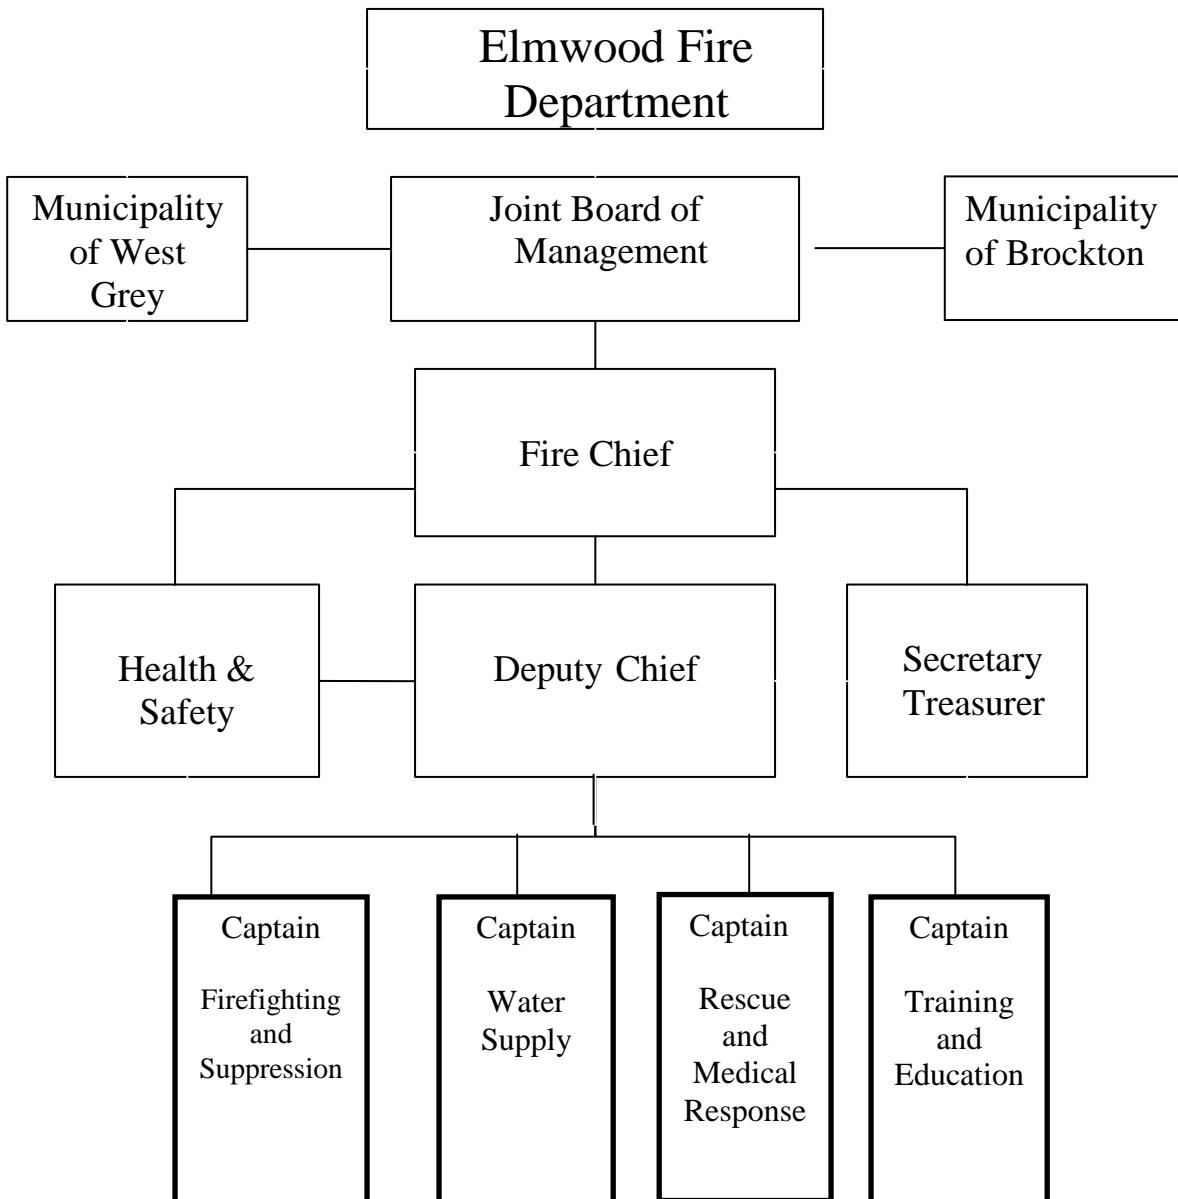 Elmwood Fire
Department
Municipality
of West
Grey
Joint Board of
Management
Municipality
of Brockton
Fire Chief
Health &
Safety
Deputy Chief
Secretary
Treasurer
Captain
Firefighting
and
Suppression
Captain
Water
Supply
Captain
Rescue
and
Medical
Response
Captain
Training
and
Education